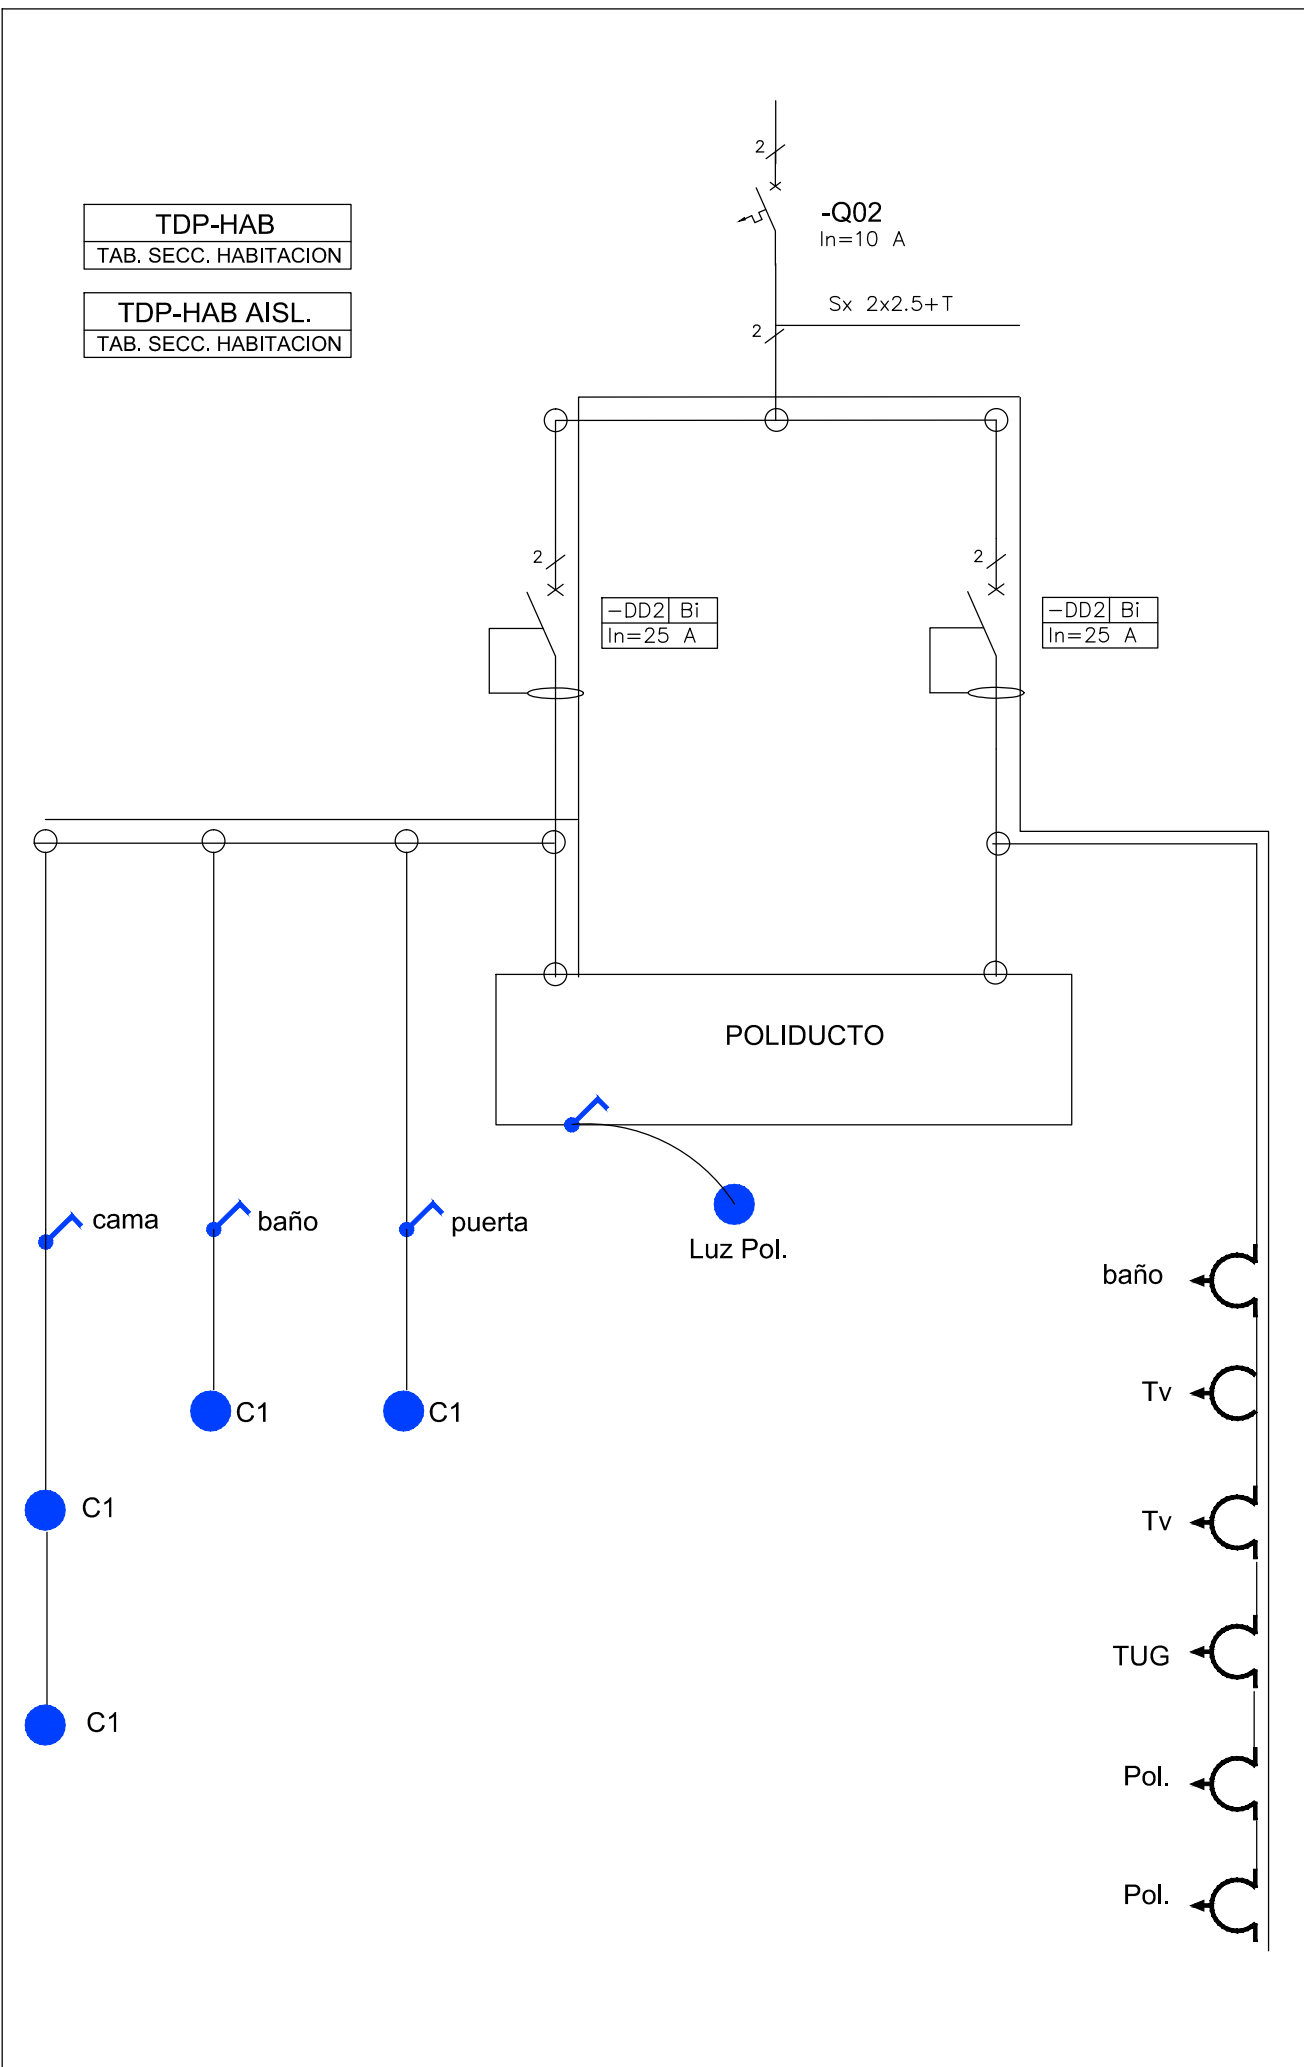 2
-Q02
In=10 A
TDP-HAB
TAB. SECC. HABITACION
TDP-HAB AISL.
TAB. SECC. HABITACION
Sx 2x2.5+T
2
2
-DD2 Bi
In=25 A
2
-DD2 Bi
In=25 A
POLIDUCTO
cama
baño
puerta
Luz Pol.
baño
Tv
C1
C1
C1
Tv
TUG
C1
Pol.
Pol.